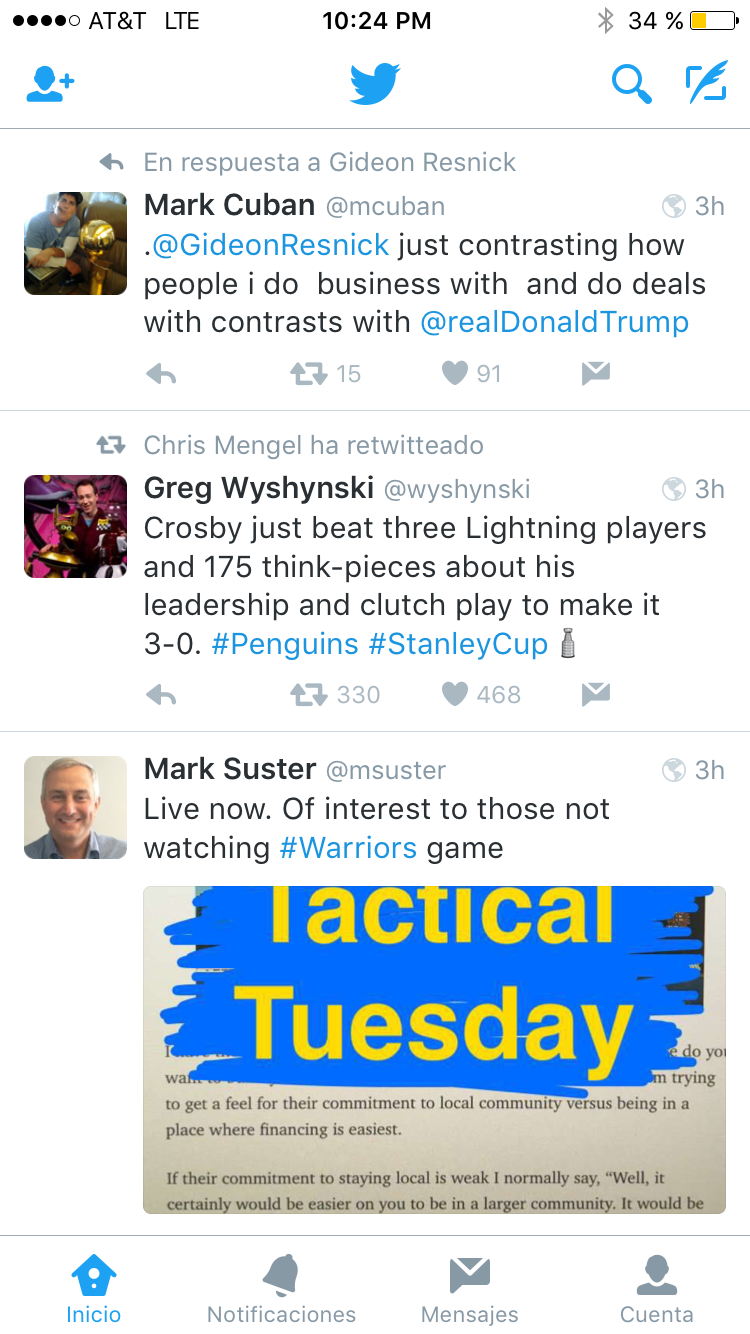 AT&T LTE 10:24 PM 34 %
En respuesta a Gideon Resnick
Mark Cuban @mcuban 3h
.@GideonResnick just contrasting how
people i do  business with  and do deals
with contrasts with @realDonaldTrump
15 91
Chris Mengel ha retwitteado
Greg Wyshynski @wyshynski 3h
Crosby just beat three Lightning players
and 175 think-pieces about his
leadership and clutch play to make it
3-0. #Penguins #StanleyCup
330 468
Mark Suster @msuster 3h
Live now. Of interest to those not
watching #Warriors game
Tactical
Tuesday
do you
trying
to get a feel for their commitment to local community versus being in a
place where financing is easiest.
If their commitment to staying local is weak I normally say, “Well, it
certainly would be easier on you to be in a larger community. It would be
Inicio Notificaciones Mensajes Cuenta